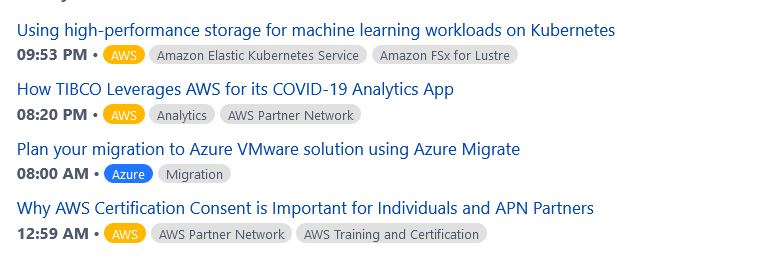 Using high-performance storage for machine learning workloads on Kubernetes
09:53 PM • AWS Amazon Elastic Kubernetes Service Amazon FSx for Lustre
How TIBCO Leverages AWS for its COVID-19 Analytics App
08:20 PM • AWS Analytics AWS Partner Network
Plan your migration to Azure VMware solution using Azure Migrate
08:00 AM • Azure Migration
Why AWS Certification Consent is Important for Individuals and APN Partners
12:59 AM • AWS AWS Partner Network AWS Training and Certification